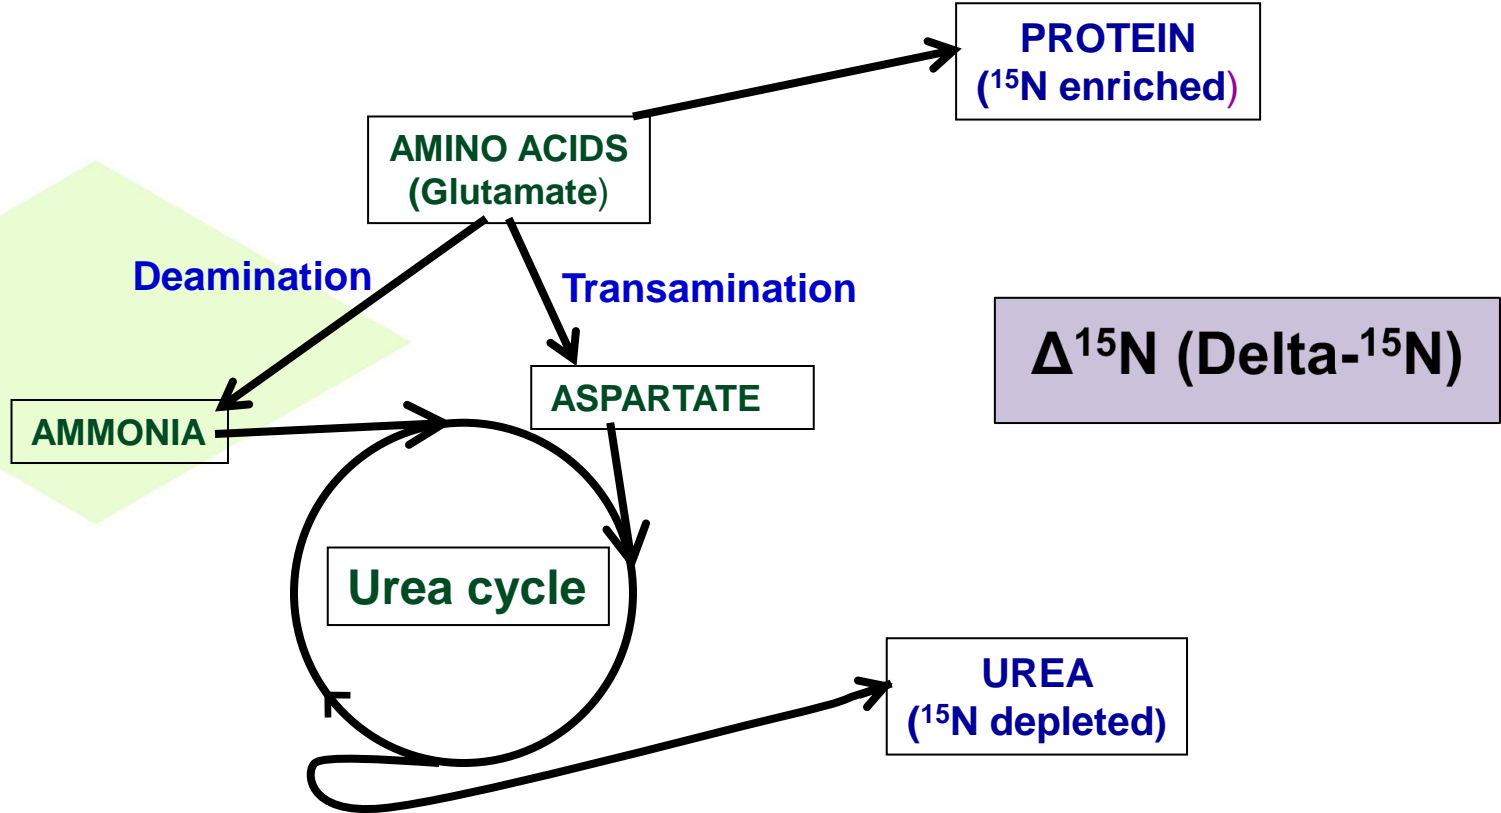 PROTEIN
(¹⁵N enriched)
AMINO ACIDS
(Glutamate)
Deamination
Transamination
Δ¹⁵N (Delta-¹⁵N)
ASPARTATE
AMMONIA
Urea cycle
UREA
(¹⁵N depleted)